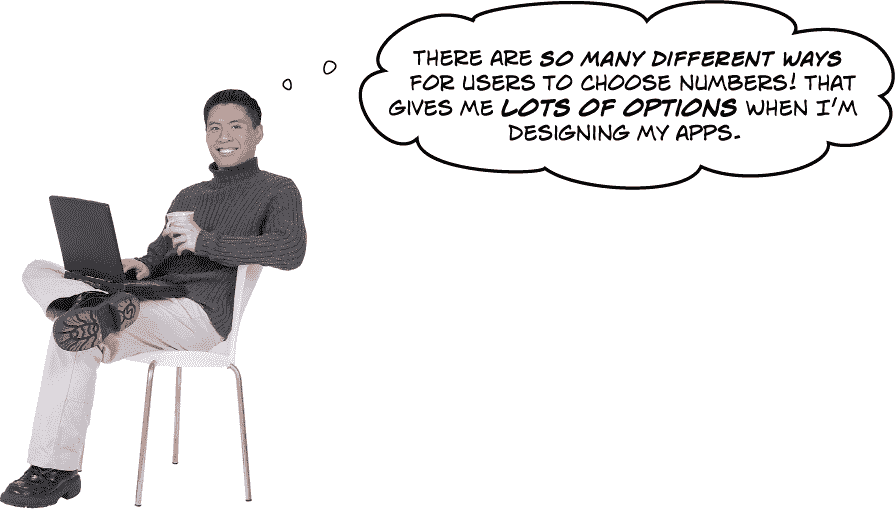 THERE ARE SO MANY DIFFERENT WAYS
FOR USERS TO CHOOSE NUMBERS! THAT
GIVES ME LOTS OF OPTIONS WHEN I'M
DESIGNING MY APPS.